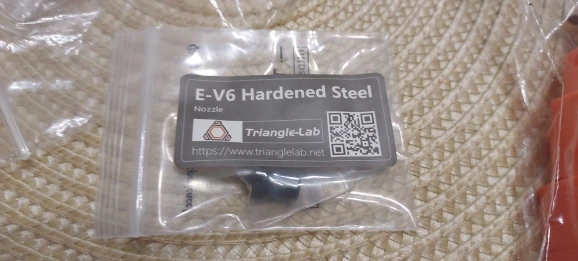 E-V6 Hardened Steel
Nozzle
Triangle-Lab
https://www.trianglelab.net